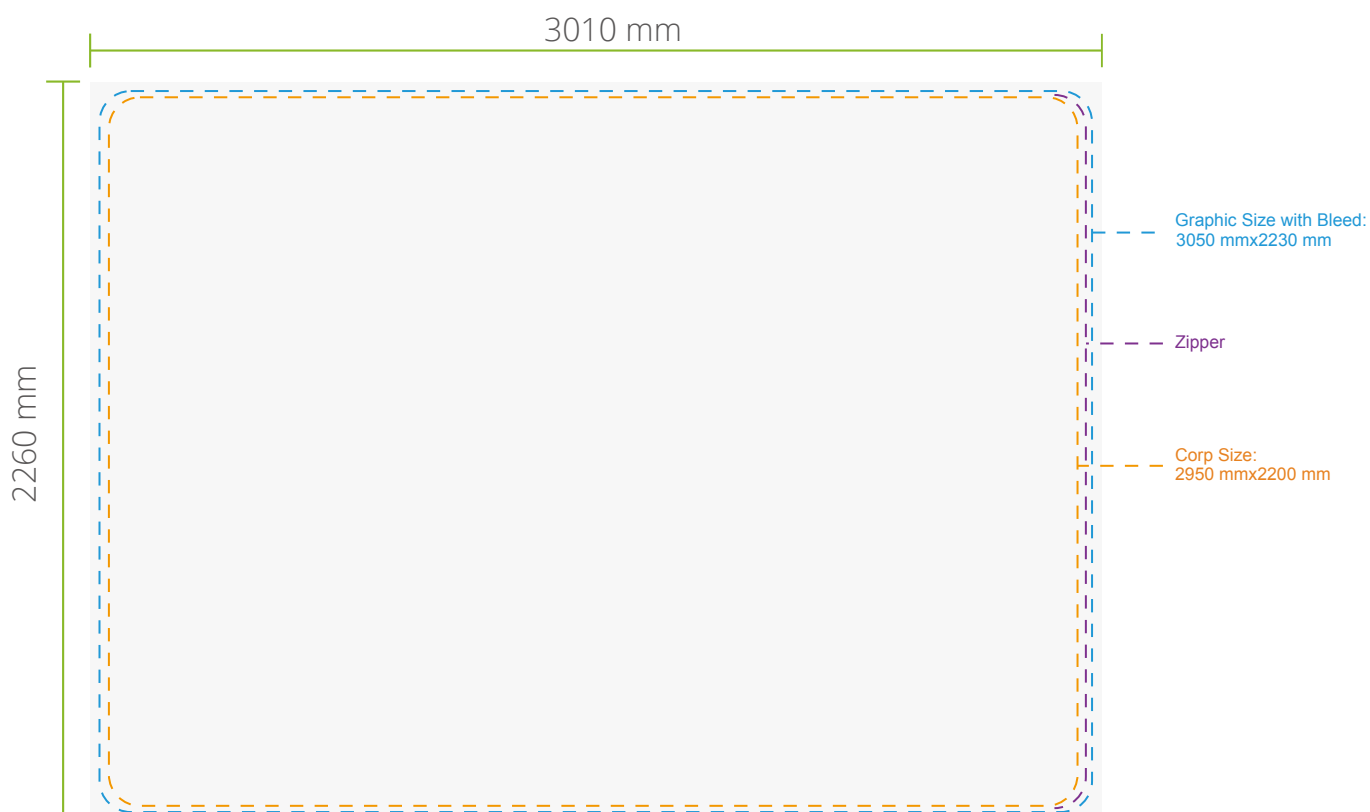 3010 mm
2260 mm
Graphic Size with Bleed:
3050 mmx2230 mm
Zipper
Corp Size:
2950 mmx2200 mm